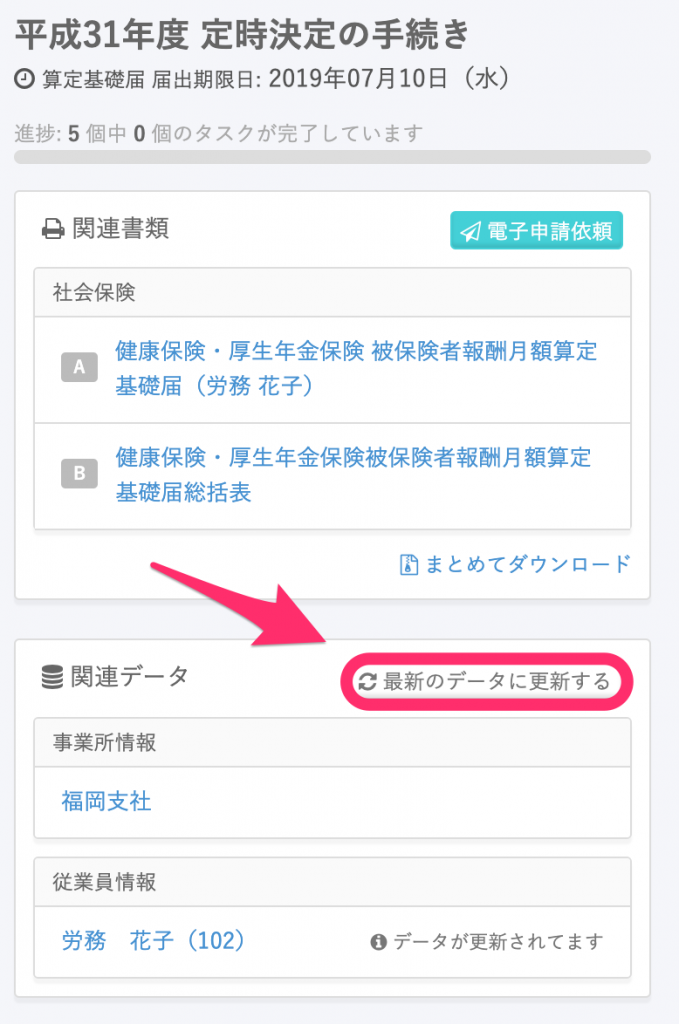 平成31年度 定時決定の手続き
算定基礎届 届出期限日: 2019年07月10日（水）
進捗: 5 個中 0 個のタスクが完了しています
関連書類
電子申請依頼
社会保険
A
健康保険・厚生年金保険 被保険者報酬月額算定
基礎届（労務 花子）
B
健康保険・厚生年金保険被保険者報酬月額算定
基礎届総括表
まとめてダウンロード
関連データ
最新のデータに更新する
事業所情報
福岡支社
従業員情報
労務　花子（102）
データが更新されてます